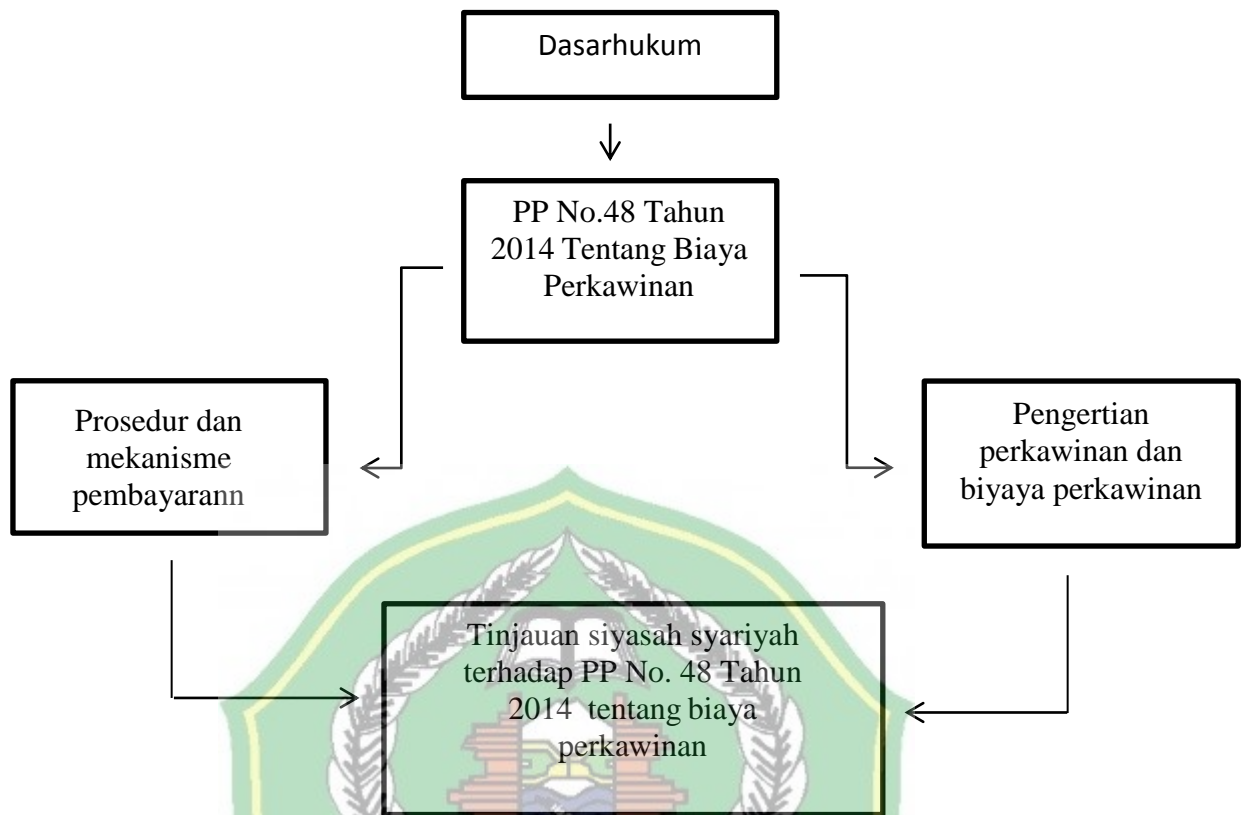 Dasarhukum
PP No.48 Tahun
2014 Tentang Biaya
Perkawinan
Prosedur dan
mekanisme
pembayarann
Pengertian
perkawinan dan
biyaya perkawinan
Tinjauan siyasah syariyah
terhadap PP No. 48 Tahun
2014 tentang biaya
perkawinan